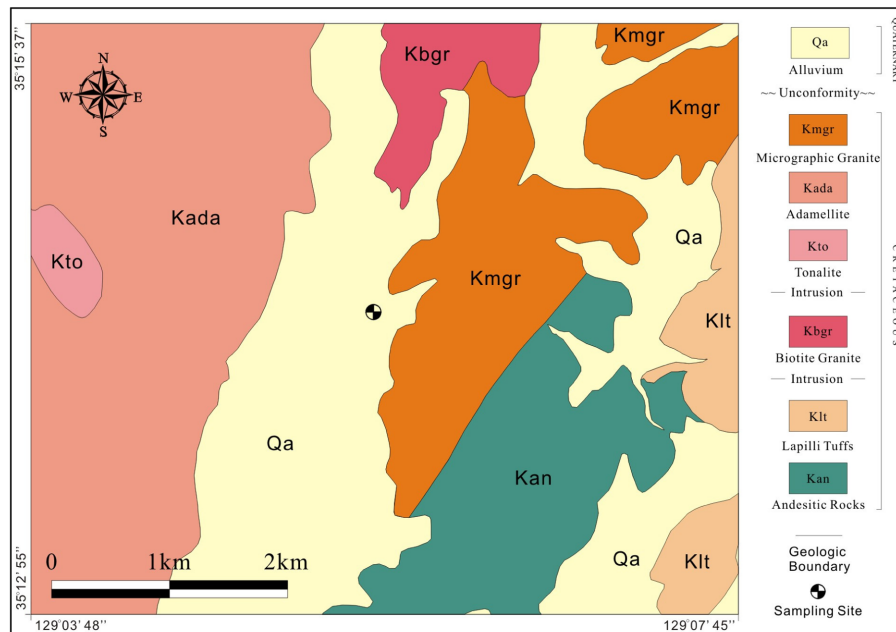 35°15′37″
N
W
E
S
Kbgr
Kmgr
Kmgr
Kada
Kto
Qa
Kmgr
Klt
Qa
Kan
Qa
Klt
0
1km
2km
35°12′55″
129°03′48″
129°07′45″
Qa
Alluvium
QUATERNARY
~~ Unconformity ~~
Kmgr
Micrographic Granite
Kada
Adamellite
Kto
Tonalite
Intrusion
Kbgr
Biotite Granite
Intrusion
Klt
Lapilli Tuffs
Kan
Andesitic Rocks
CRETACEOUS
Geologic
Boundary
Sampling Site